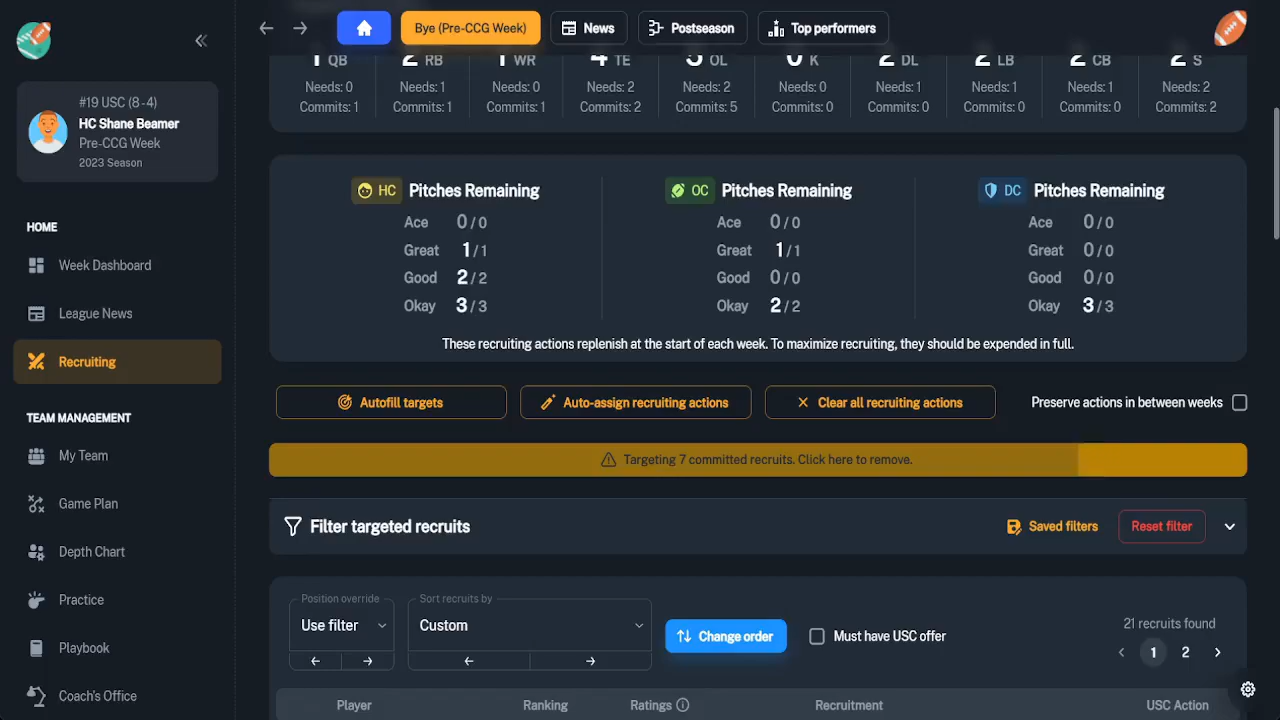 Bye (Pre-CCG Week)
News
Postseason
Top performers
#19 USC (8-4)
HC Shane Beamer
Pre-CCG Week
2023 Season
HOME
Week Dashboard
League News
Recruiting
TEAM MANAGEMENT
My Team
Game Plan
Depth Chart
Practice
Playbook
Coach's Office
QB RB WR TE OL K DL LB CB S
Needs: 0 Needs: 1 Needs: 0 Needs: 2 Needs: 2 Needs: 0 Needs: 1 Needs: 1 Needs: 1 Needs: 2
Commits: 1 Commits: 1 Commits: 1 Commits: 2 Commits: 5 Commits: 0 Commits: 0 Commits: 0 Commits: 0 Commits: 2
HC Pitches Remaining
Ace 0 / 0
Great 1 / 1
Good 2 / 2
Okay 3 / 3
OC Pitches Remaining
Ace 0 / 0
Great 1 / 1
Good 0 / 0
Okay 2 / 2
DC Pitches Remaining
Ace 0 / 0
Great 0 / 0
Good 0 / 0
Okay 3 / 3
These recruiting actions replenish at the start of each week. To maximize recruiting, they should be expended in full.
Autofill targets
Auto-assign recruiting actions
Clear all recruiting actions
Preserve actions in between weeks
Targeting 7 committed recruits. Click here to remove.
Filter targeted recruits
Saved filters
Reset filter
Position override
Use filter
Sort recruits by
Custom
Change order
Must have USC offer
21 recruits found
1 2
Player Ranking Ratings Recruitment USC Action